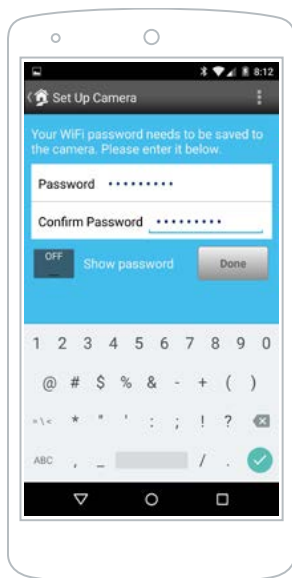 8:12
Set Up Camera
Your WiFi password needs to be saved to
the camera. Please enter it below.
Password •••••••••
Confirm Password •••••••••
OFF Show password Done
1 2 3 4 5 6 7 8 9 0
@ # $ % & - + ( )
=\< * " ' : ; ! ?
ABC , _ / .